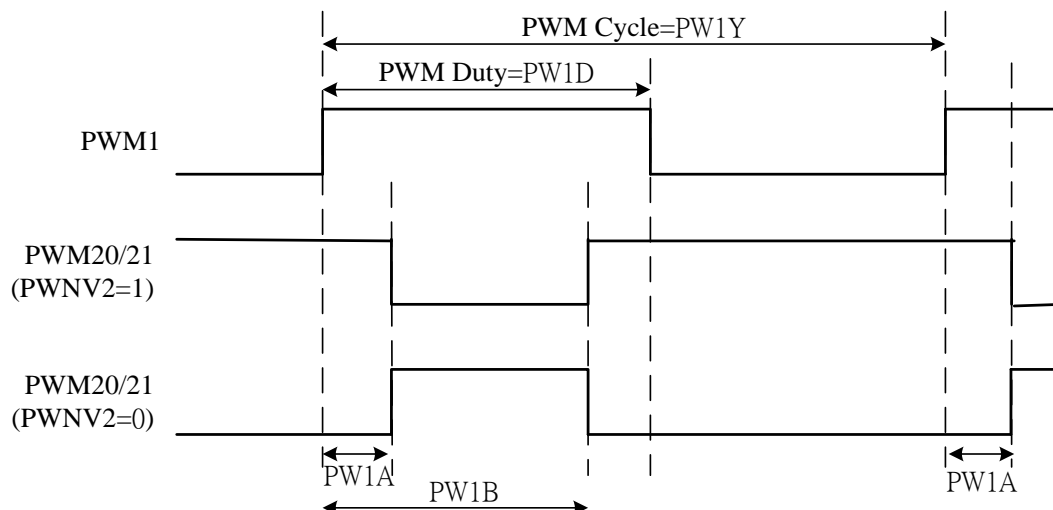 PWM Cycle=PW1Y
PWM Duty=PW1D
PWM1
PWM20/21
(PWNV2=1)
PWM20/21
(PWNV2=0)
PW1A
PW1A
PW1B